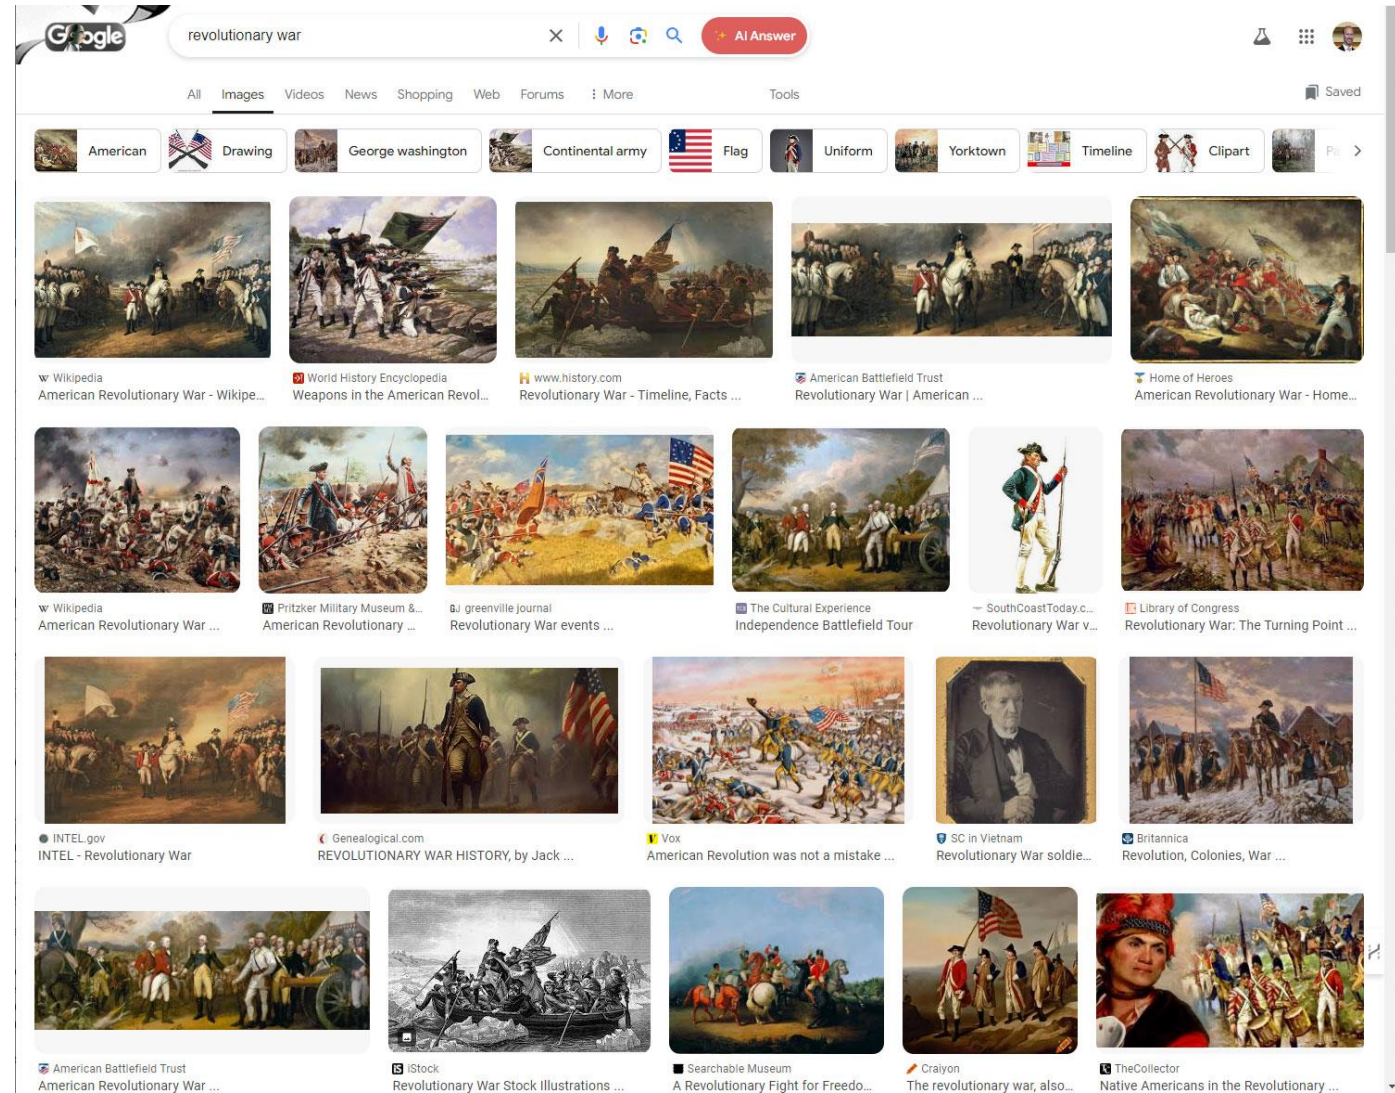 Google
revolutionary war
AI Answer
All Images Videos News Shopping Web Forums More Tools
Saved
American Drawing George washington Continental army Flag Uniform Yorktown Timeline Clipart
Wikipedia
American Revolutionary War - Wikipe...
World History Encyclopedia
Weapons in the American Revol...
www.history.com
Revolutionary War - Timeline, Facts ...
American Battlefield Trust
Revolutionary War | American ...
Home of Heroes
American Revolutionary War - Home...
Wikipedia
American Revolutionary War ...
Pritzker Military Museum &...
American Revolutionary ...
greenville journal
Revolutionary War events ...
The Cultural Experience
Independence Battlefield Tour
SouthCoastToday.c...
Revolutionary War v...
Library of Congress
Revolutionary War: The Turning Point ...
INTEL.gov
INTEL - Revolutionary War
Genealogical.com
REVOLUTIONARY WAR HISTORY, by Jack ...
Vox
American Revolution was not a mistake ...
SC in Vietnam
Revolutionary War soldie...
Britannica
Revolution, Colonies, War ...
American Battlefield Trust
American Revolutionary War ...
iStock
Revolutionary War Stock Illustrations ...
Searchable Museum
A Revolutionary Fight for Freedo...
Craiyon
The revolutionary war, also...
TheCollector
Native Americans in the Revolutionary ...